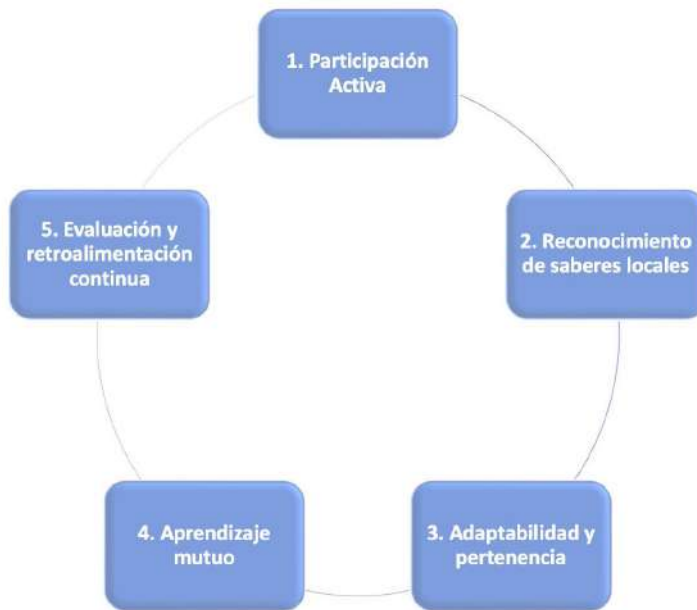 1. Participación
Activa
2. Reconocimiento
de saberes locales
3. Adaptabilidad y
pertenencia
4. Aprendizaje
mutuo
5. Evaluación y
retroalimentación
continua